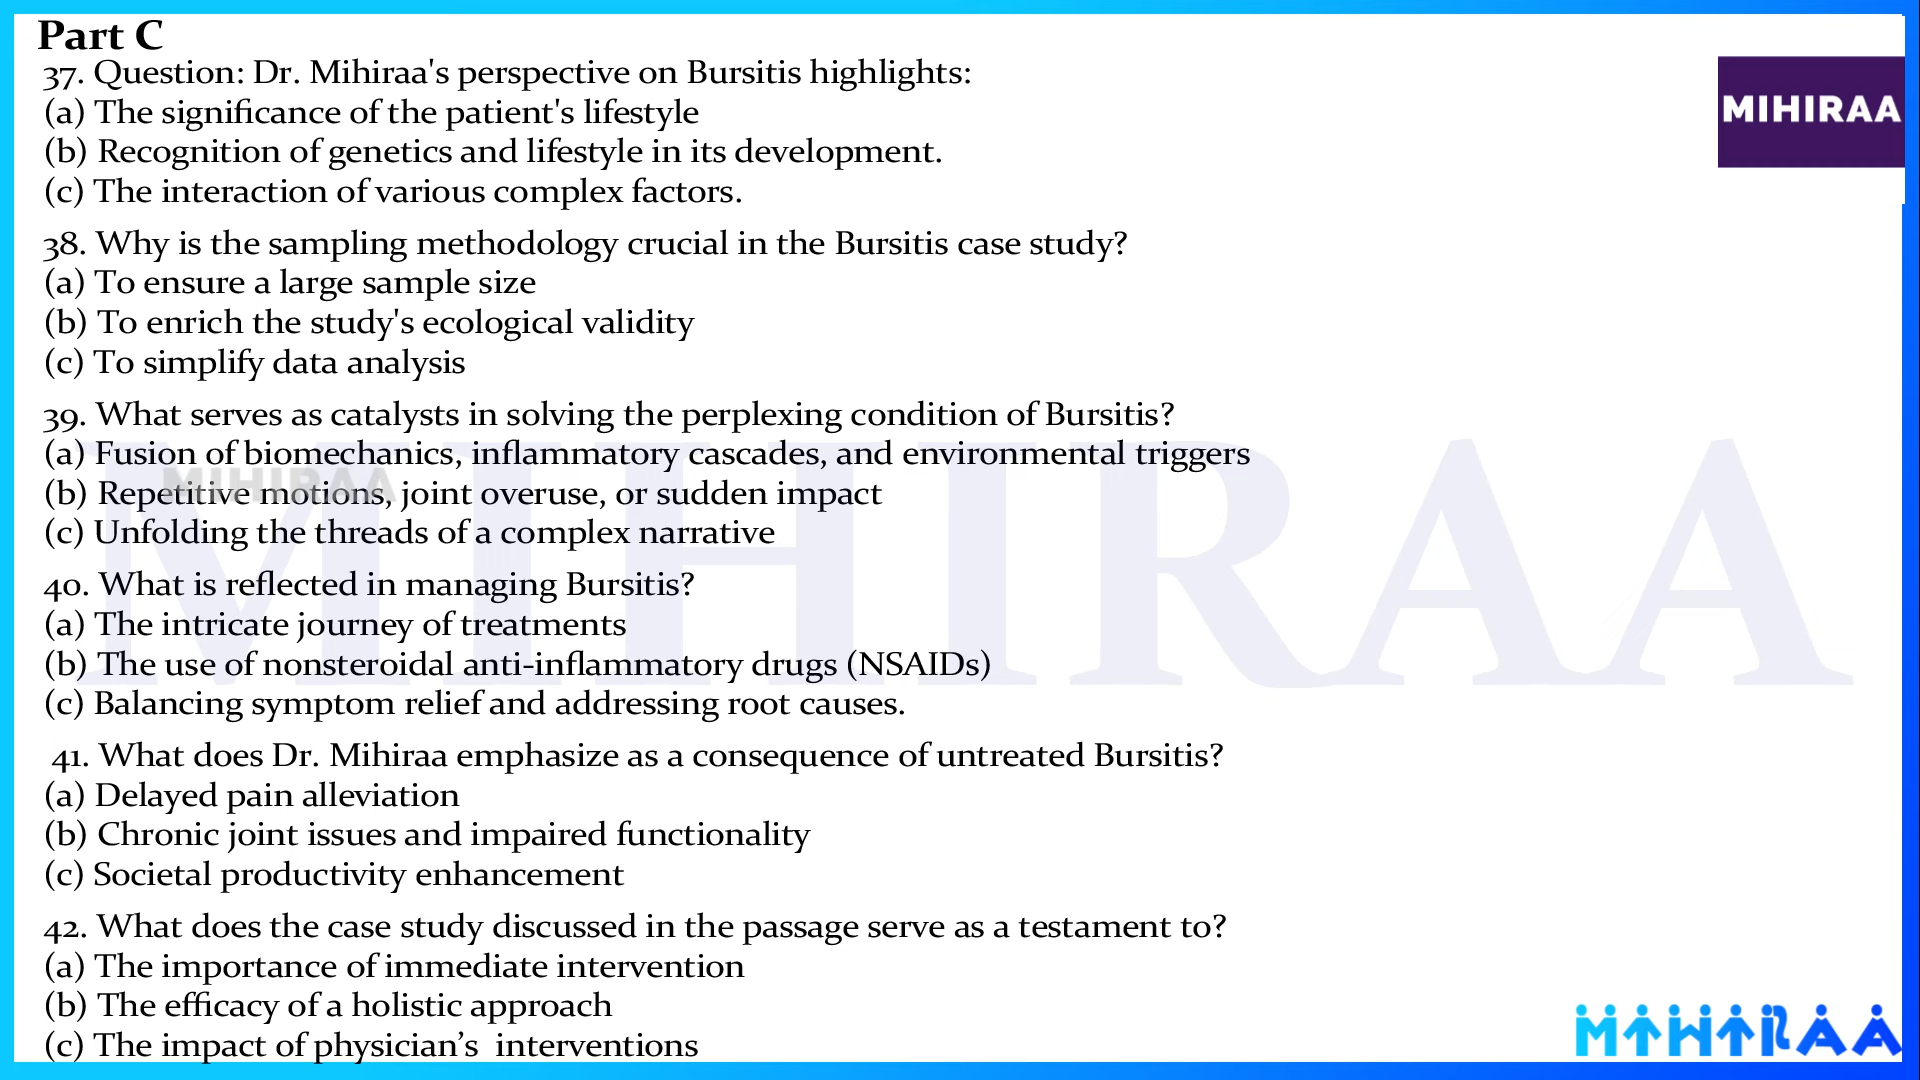 Part C
37. Question: Dr. Mihiraa's perspective on Bursitis highlights:
(a) The significance of the patient's lifestyle
(b) Recognition of genetics and lifestyle in its development.
(c) The interaction of various complex factors.
MIHIRAA
38. Why is the sampling methodology crucial in the Bursitis case study?
(a) To ensure a large sample size
(b) To enrich the study's ecological validity
(c) To simplify data analysis
39. What serves as catalysts in solving the perplexing condition of Bursitis?
(a) Fusion of biomechanics, inflammatory cascades, and environmental triggers
(b) Repetitive motions, joint overuse, or sudden impact
(c) Unfolding the threads of a complex narrative
MIHIRAA
MIHIRAA
40. What is reflected in managing Bursitis?
(a) The intricate journey of treatments
(b) The use of nonsteroidal anti-inflammatory drugs (NSAIDs)
(c) Balancing symptom relief and addressing root causes.
41. What does Dr. Mihiraa emphasize as a consequence of untreated Bursitis?
(a) Delayed pain alleviation
(b) Chronic joint issues and impaired functionality
(c) Societal productivity enhancement
42. What does the case study discussed in the passage serve as a testament to?
(a) The importance of immediate intervention
(b) The efficacy of a holistic approach
(c) The impact of physician’s  interventions
MIHIRAA